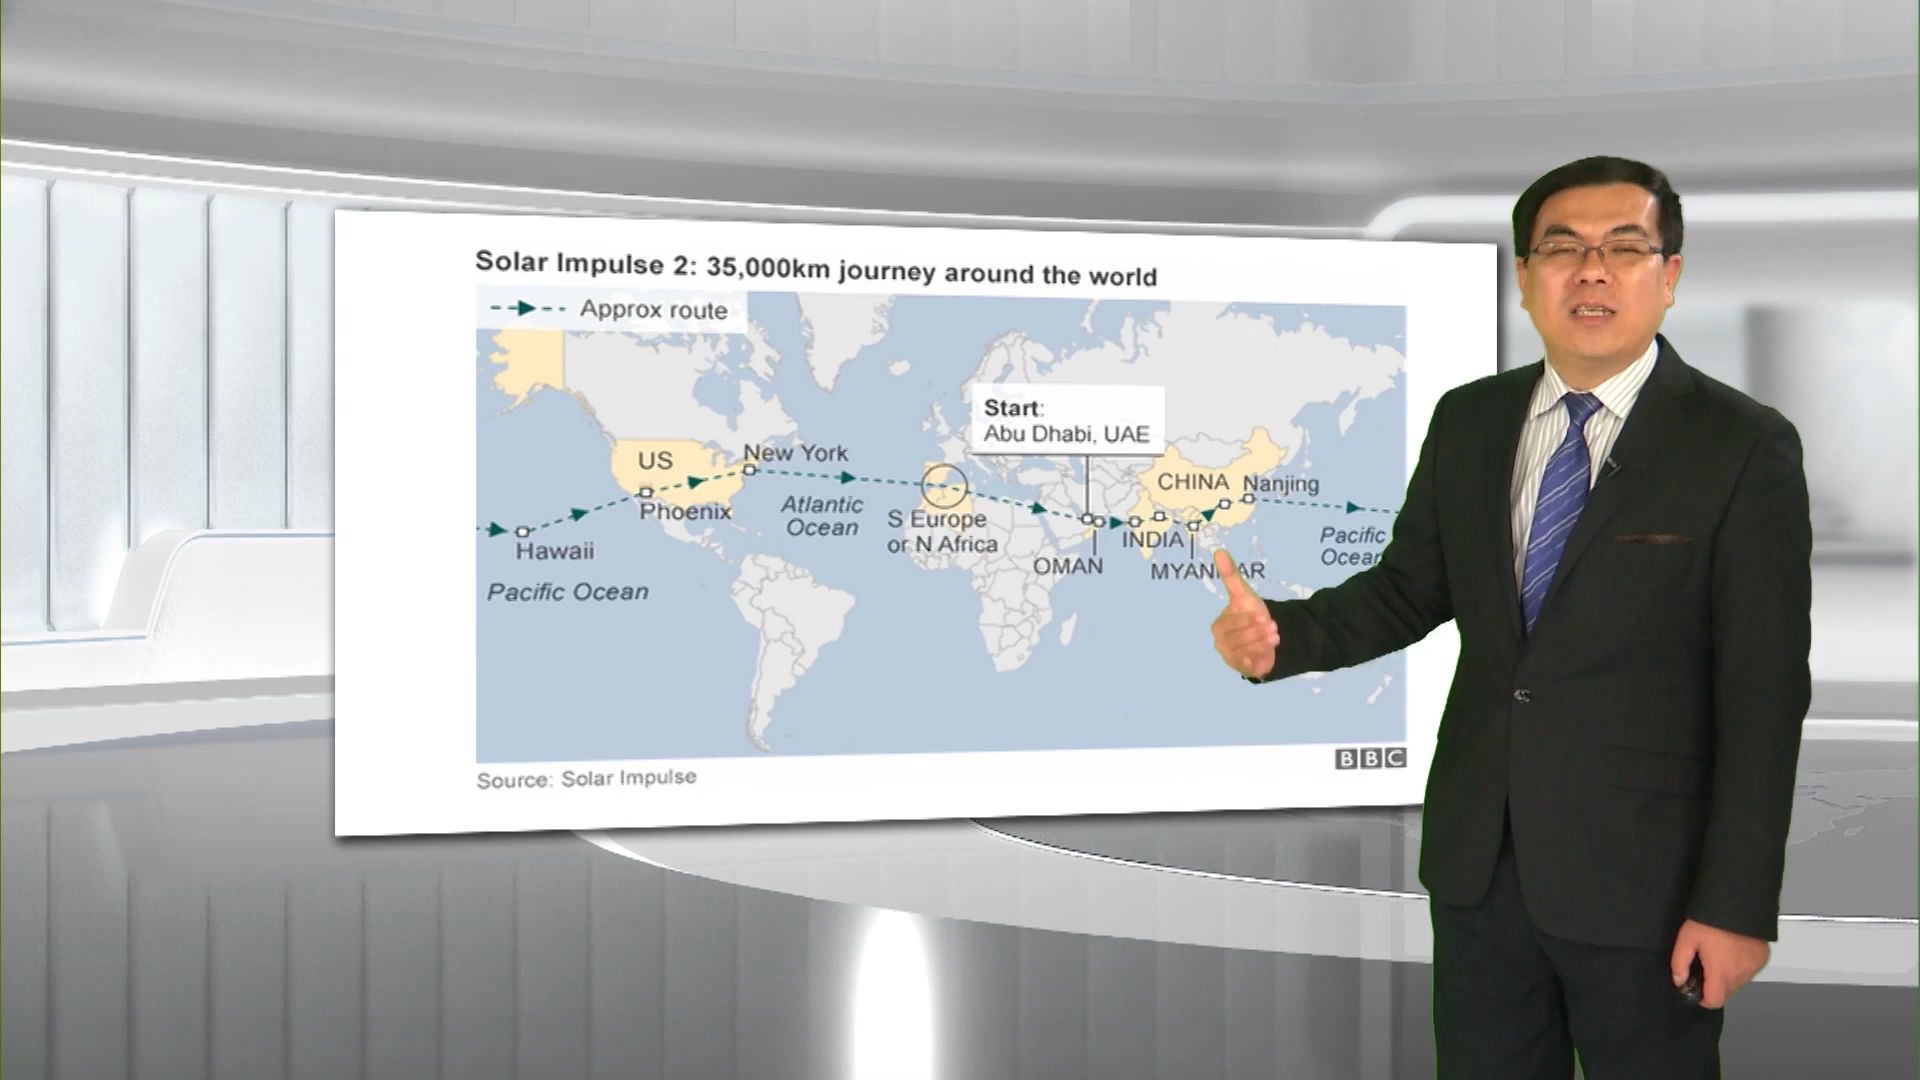 Solar Impulse 2: 35,000km journey around the world
Approx route
Start:
Abu Dhabi, UAE
US
New York
CHINA
Nanjing
Phoenix
Atlantic
Ocean
S Europe
or N Africa
Hawaii
INDIA
OMAN
Pacific
Pacific Ocean
Source: Solar Impulse
BBC